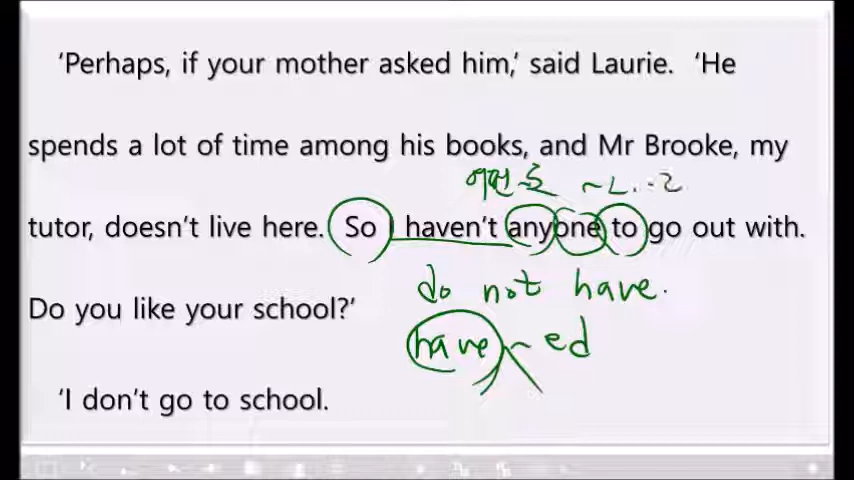 ‘Perhaps, if your mother asked him,’ said Laurie. ‘He
spends a lot of time among his books, and Mr Brooke, my
tutor, doesn’t live here. So I haven’t anyone to go out with.
do not have.
Do you like your school?’
have ~ ed
‘I don’t go to school.